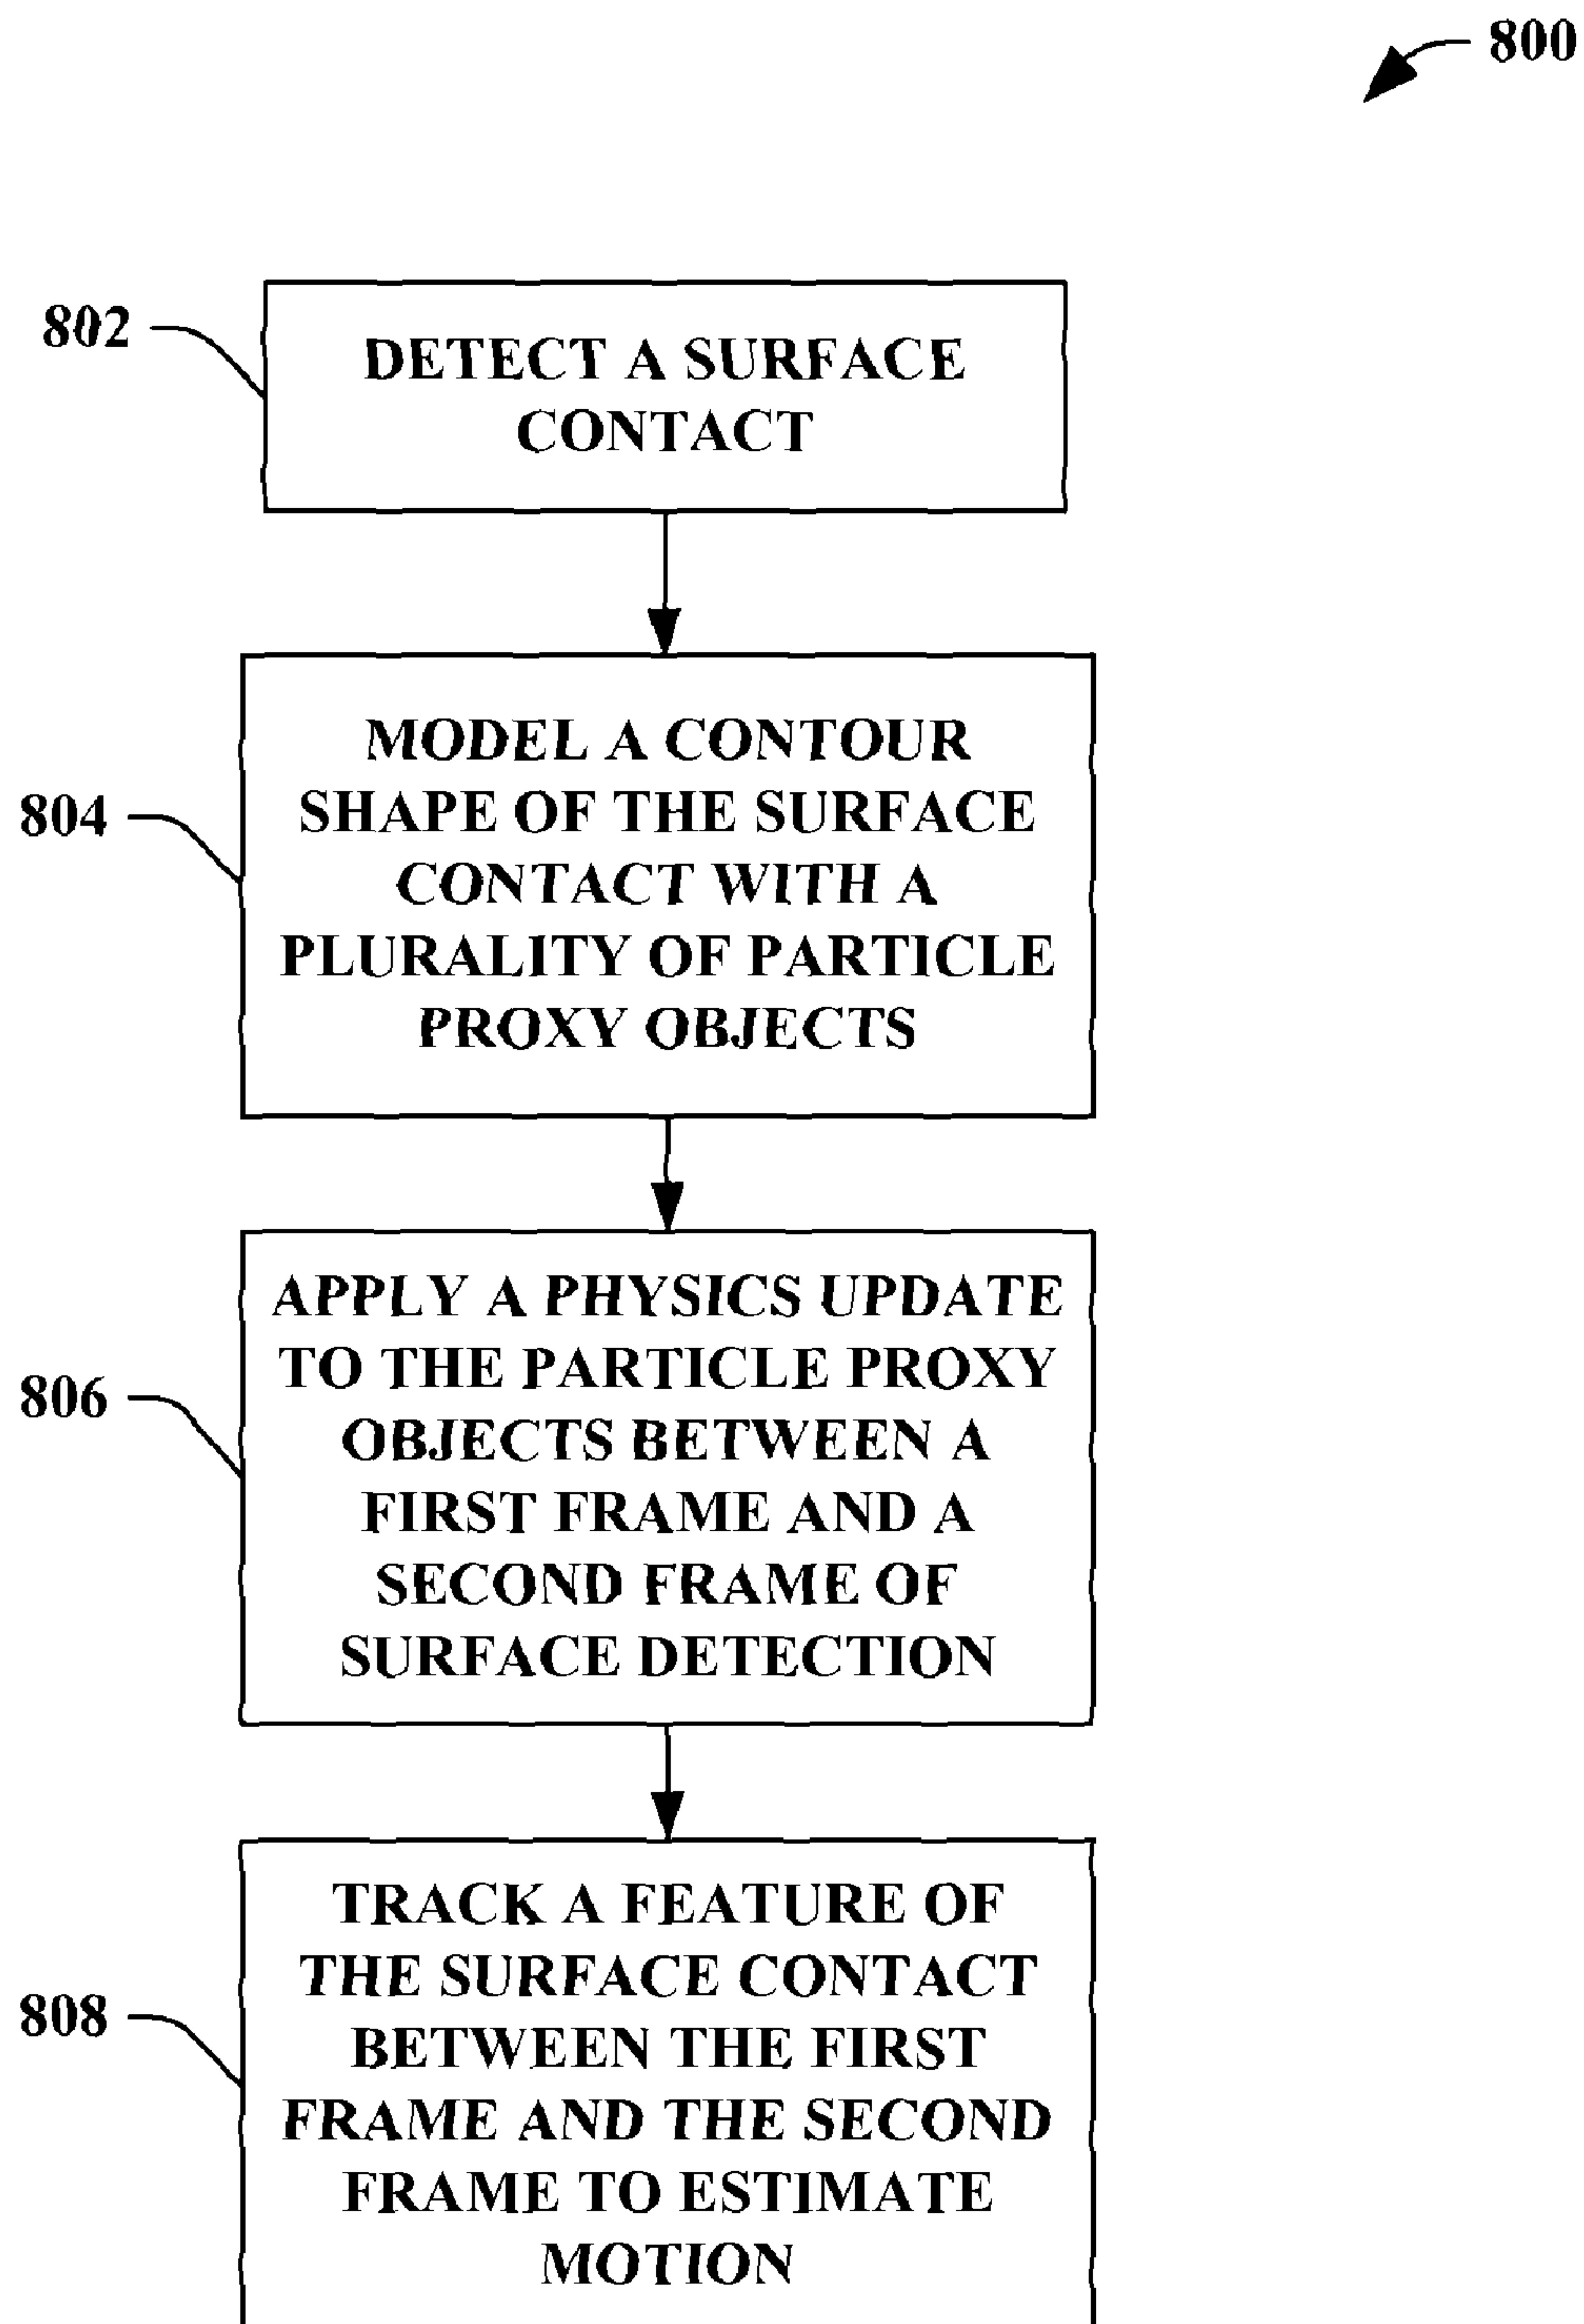 800
802
DETECT A SURFACE
CONTACT
804
MODEL A CONTOUR
SHAPE OF THE SURFACE
CONTACT WITH A
PLURALITY OF PARTICLE
PROXY OBJECTS
806
APPLY A PHYSICS UPDATE
TO THE PARTICLE PROXY
OBJECTS BETWEEN A
FIRST FRAME AND A
SECOND FRAME OF
SURFACE DETECTION
808
TRACK A FEATURE OF
THE SURFACE CONTACT
BETWEEN THE FIRST
FRAME AND THE SECOND
FRAME TO ESTIMATE
MOTION